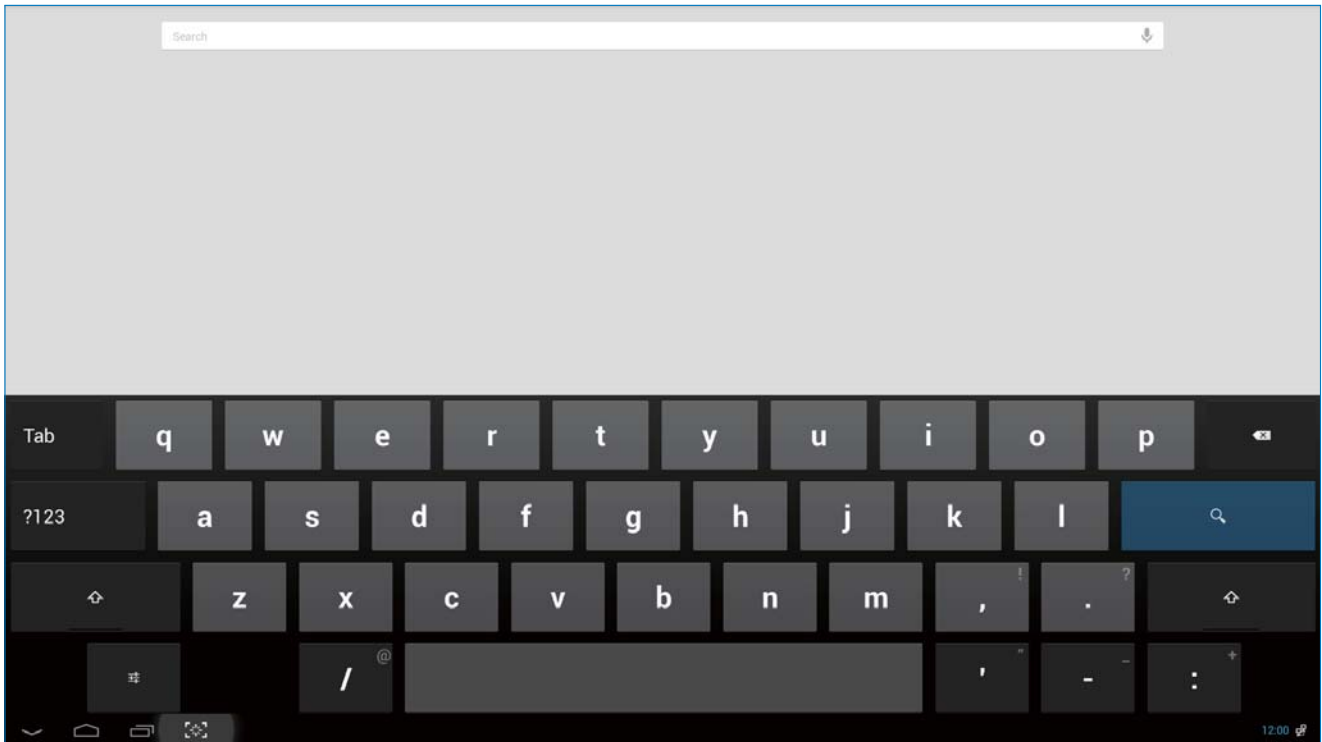 Search
Tab q w e r t y u i o p
?123 a s d f g h j k l
z x c v b n m , ! . ?
/ @ ' " - _ : +
12:00